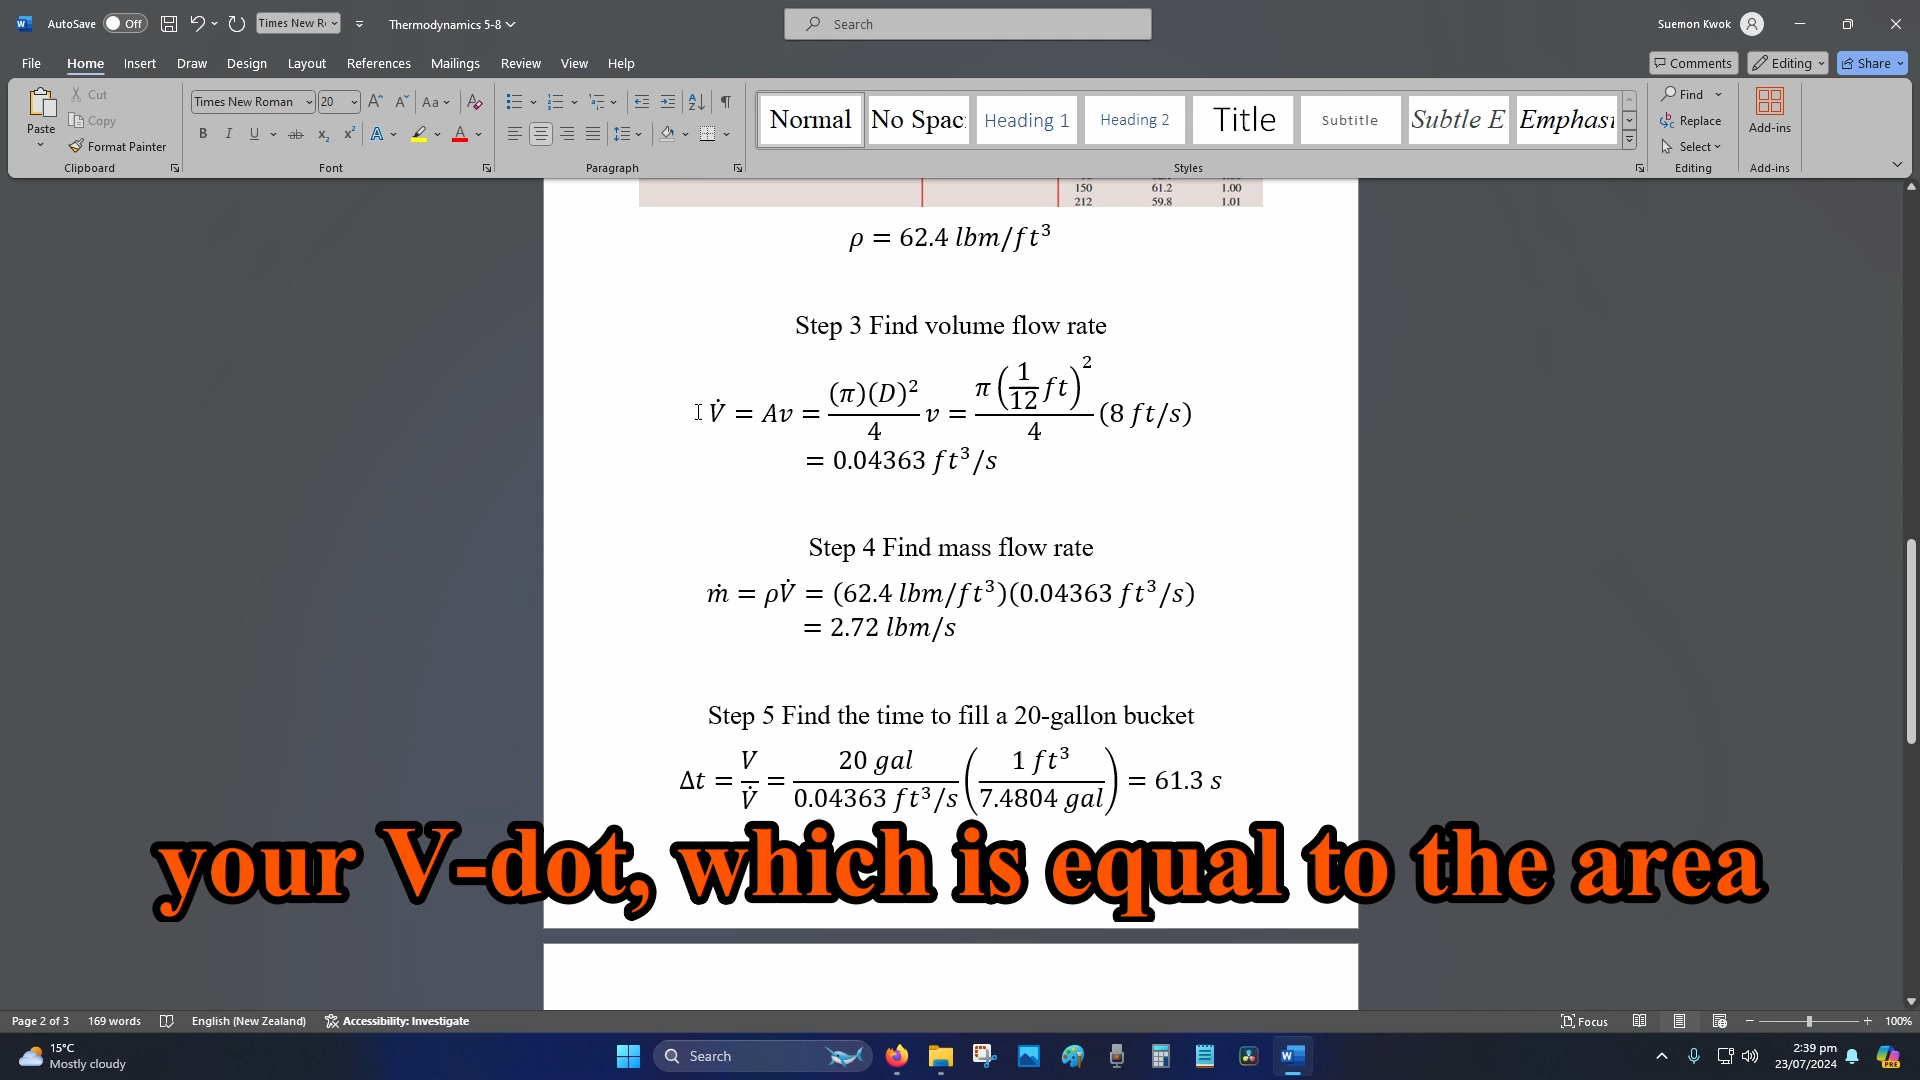 AutoSave Off Times New R Thermodynamics 5-8 Search Suemon Kwok
File Home Insert Draw Design Layout References Mailings Review View Help Comments Editing Share
Paste Cut Copy Format Painter Clipboard
Times New Roman 20 Font
Paragraph
Normal No Spac Heading 1 Heading 2 Title Subtitle Subtle E Emphasi Styles
Find Replace Select Editing
Add-ins Add-ins
150 61.2 1.00
212 59.8 1.01
ρ = 62.4 lbm/ft³
Step 3 Find volume flow rate
V̇ = Av = (π)(D)²/4 v = π(1/12 ft)²/4 (8 ft/s)
= 0.04363 ft³/s
Step 4 Find mass flow rate
ṁ = ρV̇ = (62.4 lbm/ft³)(0.04363 ft³/s)
= 2.72 lbm/s
Step 5 Find the time to fill a 20-gallon bucket
Δt = V/V̇ = 20 gal/0.04363 ft³/s (1 ft³/7.4804 gal) = 61.3 s
your V-dot, which is equal to the area
Page 2 of 3 169 words English (New Zealand) Accessibility: Investigate Focus 100%
15°C
Mostly cloudy
Search
2:39 pm
23/07/2024